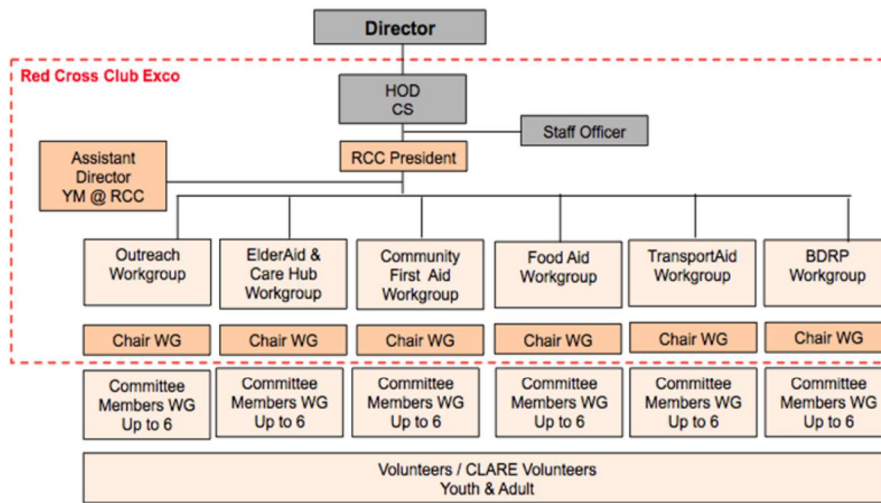 Director
Red Cross Club Exco
HOD
CS
Staff Officer
Assistant
Director
YM @ RCC
RCC President
Outreach
Workgroup
ElderAid &
Care Hub
Workgroup
Community
First Aid
Workgroup
Food Aid
Workgroup
TransportAid
Workgroup
BDRP
Workgroup
Chair WG
Chair WG
Chair WG
Chair WG
Chair WG
Chair WG
Committee
Members WG
Up to 6
Committee
Members WG
Up to 6
Committee
Members WG
Up to 6
Committee
Members WG
Up to 6
Committee
Members WG
Up to 6
Committee
Members WG
Up to 6
Volunteers / CLARE Volunteers
Youth & Adult